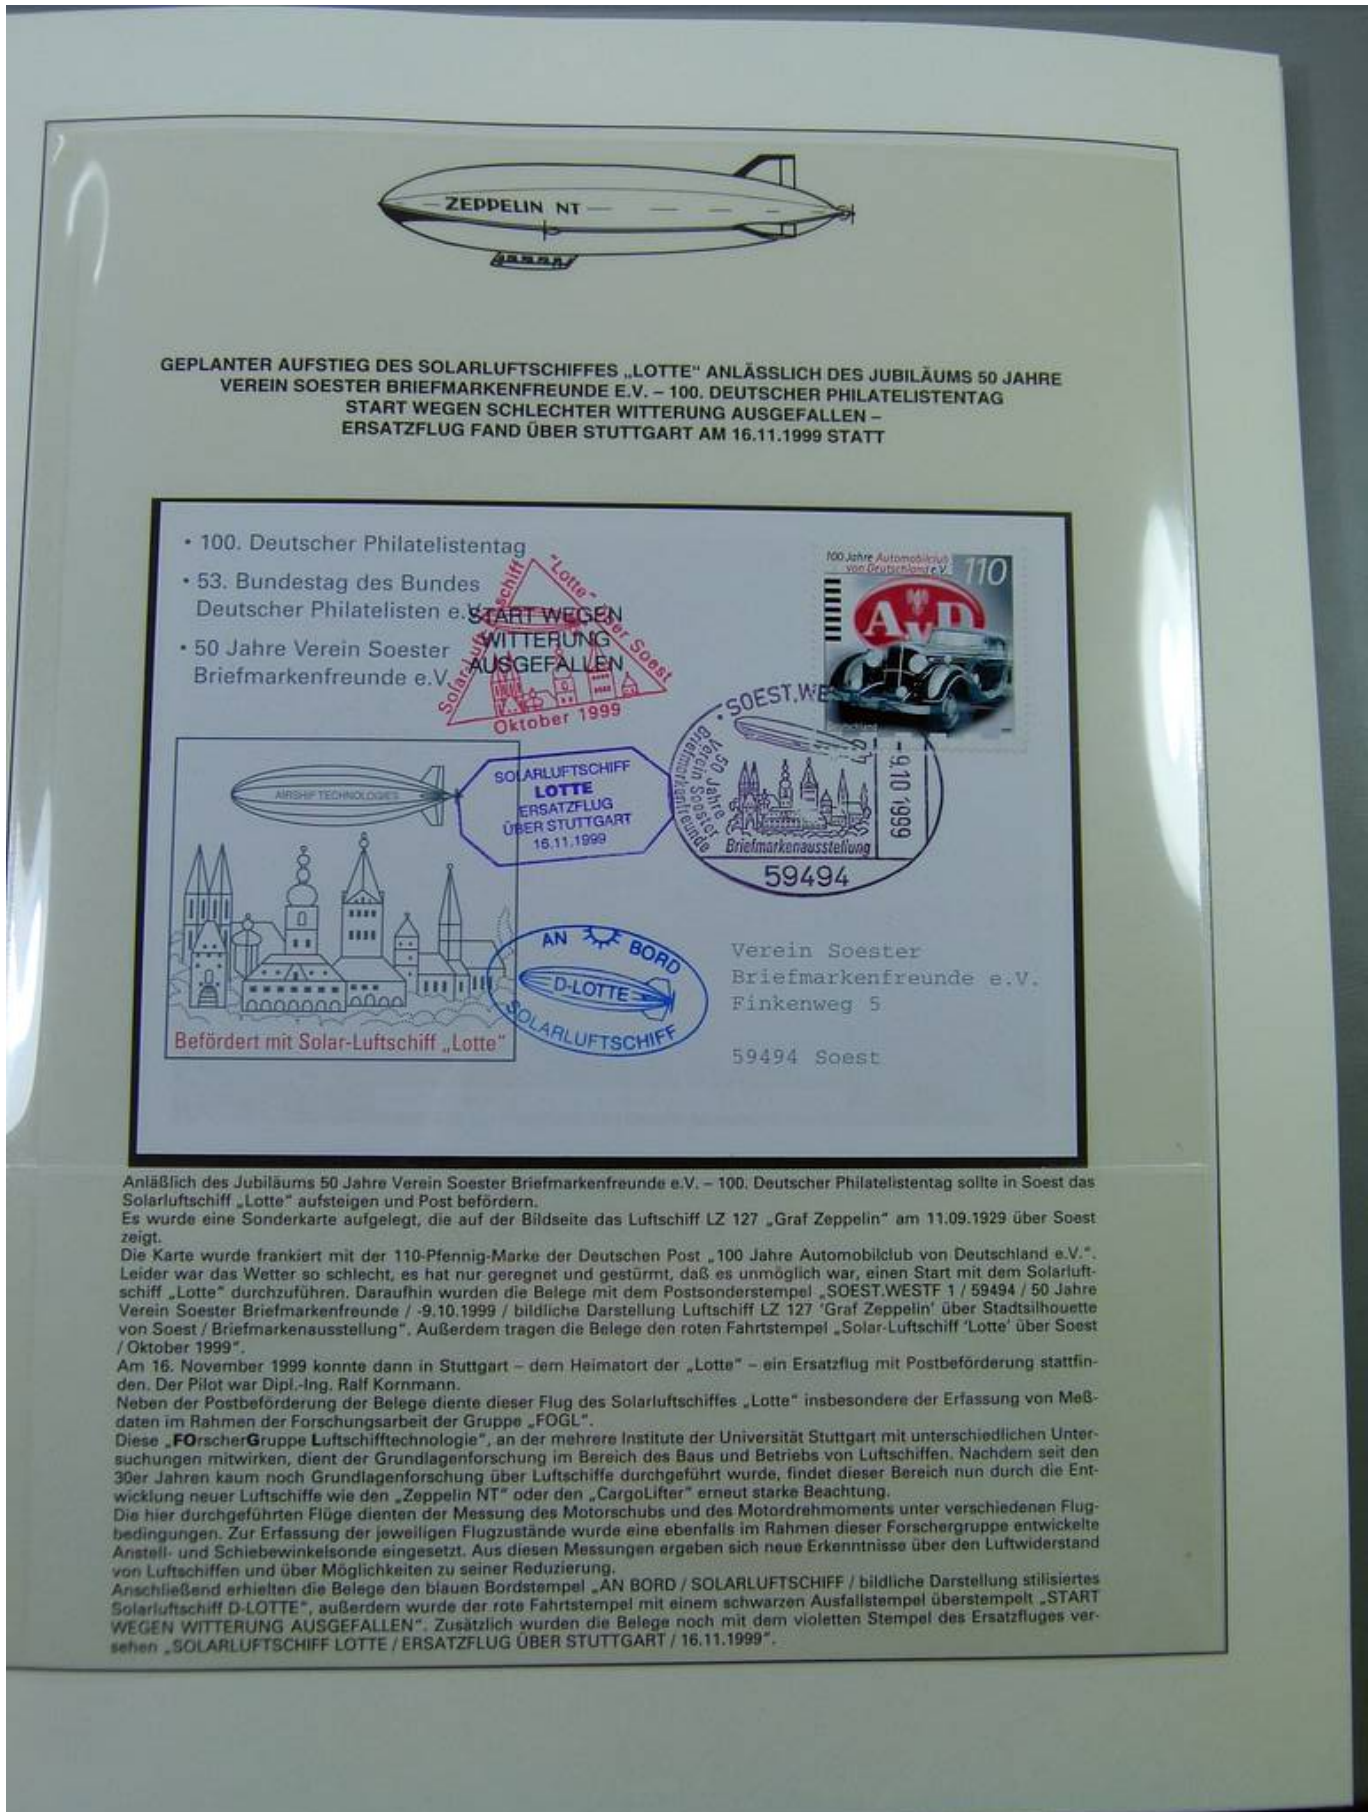 ZEPPELIN NT
GEPLANTER AUFSTIEG DES SOLARLUFTSCHIFFES „LOTTE“ ANLÄSSLICH DES JUBILÄUMS 50 JAHRE
VEREIN SOESTER BRIEFMARKENFREUNDE E.V. – 100. DEUTSCHER PHILATELISTENTAG
START WEGEN SCHLECHTER WITTERUNG AUSGEFALLEN –
ERSATZFLUG FAND ÜBER STUTTGART AM 16.11.1999 STATT
• 100. Deutscher Philatelistentag
• 53. Bundestag des Bundes
Deutscher Philatelisten e.V.
• 50 Jahre Verein Soester
Briefmarkenfreunde e.V.
Solar-Luftschiff "Lotte" über Soest
Oktober 1999
START WEGEN
WITTERUNG
AUSGEFALLEN
100 Jahre Automobilclub
von Deutschland e.V.
110
AvD
SOEST, WE
50 Jahre
Verein Soester
Briefmarkenfreunde
-9.10 1999
Briefmarkenausstellung
59494
AIRSHIP TECHNOLOGIES
SOLARLUFTSCHIFF
LOTTE
ERSATZFLUG
ÜBER STUTTGART
16.11.1999
AN BORD
D-LOTTE
SOLARLUFTSCHIFF
Befördert mit Solar-Luftschiff „Lotte“
Verein Soester
Briefmarkenfreunde e.V.
Finkenweg 5
59494 Soest
Anläßlich des Jubiläums 50 Jahre Verein Soester Briefmarkenfreunde e.V. – 100. Deutscher Philatelistentag sollte in Soest das
Solarluftschiff „Lotte“ aufsteigen und Post befördern.
Es wurde eine Sonderkarte aufgelegt, die auf der Bildseite das Luftschiff LZ 127 „Graf Zeppelin“ am 11.09.1929 über Soest
zeigt.
Die Karte wurde frankiert mit der 110-Pfennig-Marke der Deutschen Post „100 Jahre Automobilclub von Deutschland e.V.“.
Leider war das Wetter so schlecht, es hat nur geregnet und gestürmt, daß es unmöglich war, einen Start mit dem Solarluft-
schiff „Lotte“ durchzuführen. Daraufhin wurden die Belege mit dem Postsonderstempel „SOEST.WESTF 1 / 59494 / 50 Jahre
Verein Soester Briefmarkenfreunde / -9.10.1999 / bildliche Darstellung Luftschiff LZ 127 'Graf Zeppelin' über Stadtsilhouette
von Soest / Briefmarkenausstellung“. Außerdem tragen die Belege den roten Fahrtstempel „Solar-Luftschiff 'Lotte' über Soest
/ Oktober 1999“.
Am 16. November 1999 konnte dann in Stuttgart – dem Heimatort der „Lotte“ – ein Ersatzflug mit Postbeförderung stattfin-
den. Der Pilot war Dipl.-Ing. Ralf Kornmann.
Neben der Postbeförderung der Belege diente dieser Flug des Solarluftschiffes „Lotte“ insbesondere der Erfassung von Meß-
daten im Rahmen der Forschungsarbeit der Gruppe „FOGL“.
Diese „FOrscherGruppe Luftschifftechnologie“, an der mehrere Institute der Universität Stuttgart mit unterschiedlichen Unter-
suchungen mitwirken, dient der Grundlagenforschung im Bereich des Baus und Betriebs von Luftschiffen. Nachdem seit den
30er Jahren kaum noch Grundlagenforschung über Luftschiffe durchgeführt wurde, findet dieser Bereich nun durch die Ent-
wicklung neuer Luftschiffe wie den „Zeppelin NT“ oder den „CargoLifter“ erneut starke Beachtung.
Die hier durchgeführten Flüge dienten der Messung des Motorschubs und des Motordrehmoments unter verschiedenen Flug-
bedingungen. Zur Erfassung der jeweiligen Flugzustände wurde eine ebenfalls im Rahmen dieser Forschergruppe entwickelte
Anstell- und Schiebewinkelsonde eingesetzt. Aus diesen Messungen ergeben sich neue Erkenntnisse über den Luftwiderstand
von Luftschiffen und über Möglichkeiten zu seiner Reduzierung.
Anschließend erhielten die Belege den blauen Bordstempel „AN BORD / SOLARLUFTSCHIFF / bildliche Darstellung stilisiertes
Solarluftschiff D-LOTTE“, außerdem wurde der rote Fahrtstempel mit einem schwarzen Ausfallstempel überstempelt „START
WEGEN WITTERUNG AUSGEFALLEN“. Zusätzlich wurden die Belege noch mit dem violetten Stempel des Ersatzfluges ver-
sehen „SOLARLUFTSCHIFF LOTTE / ERSATZFLUG ÜBER STUTTGART / 16.11.1999“.